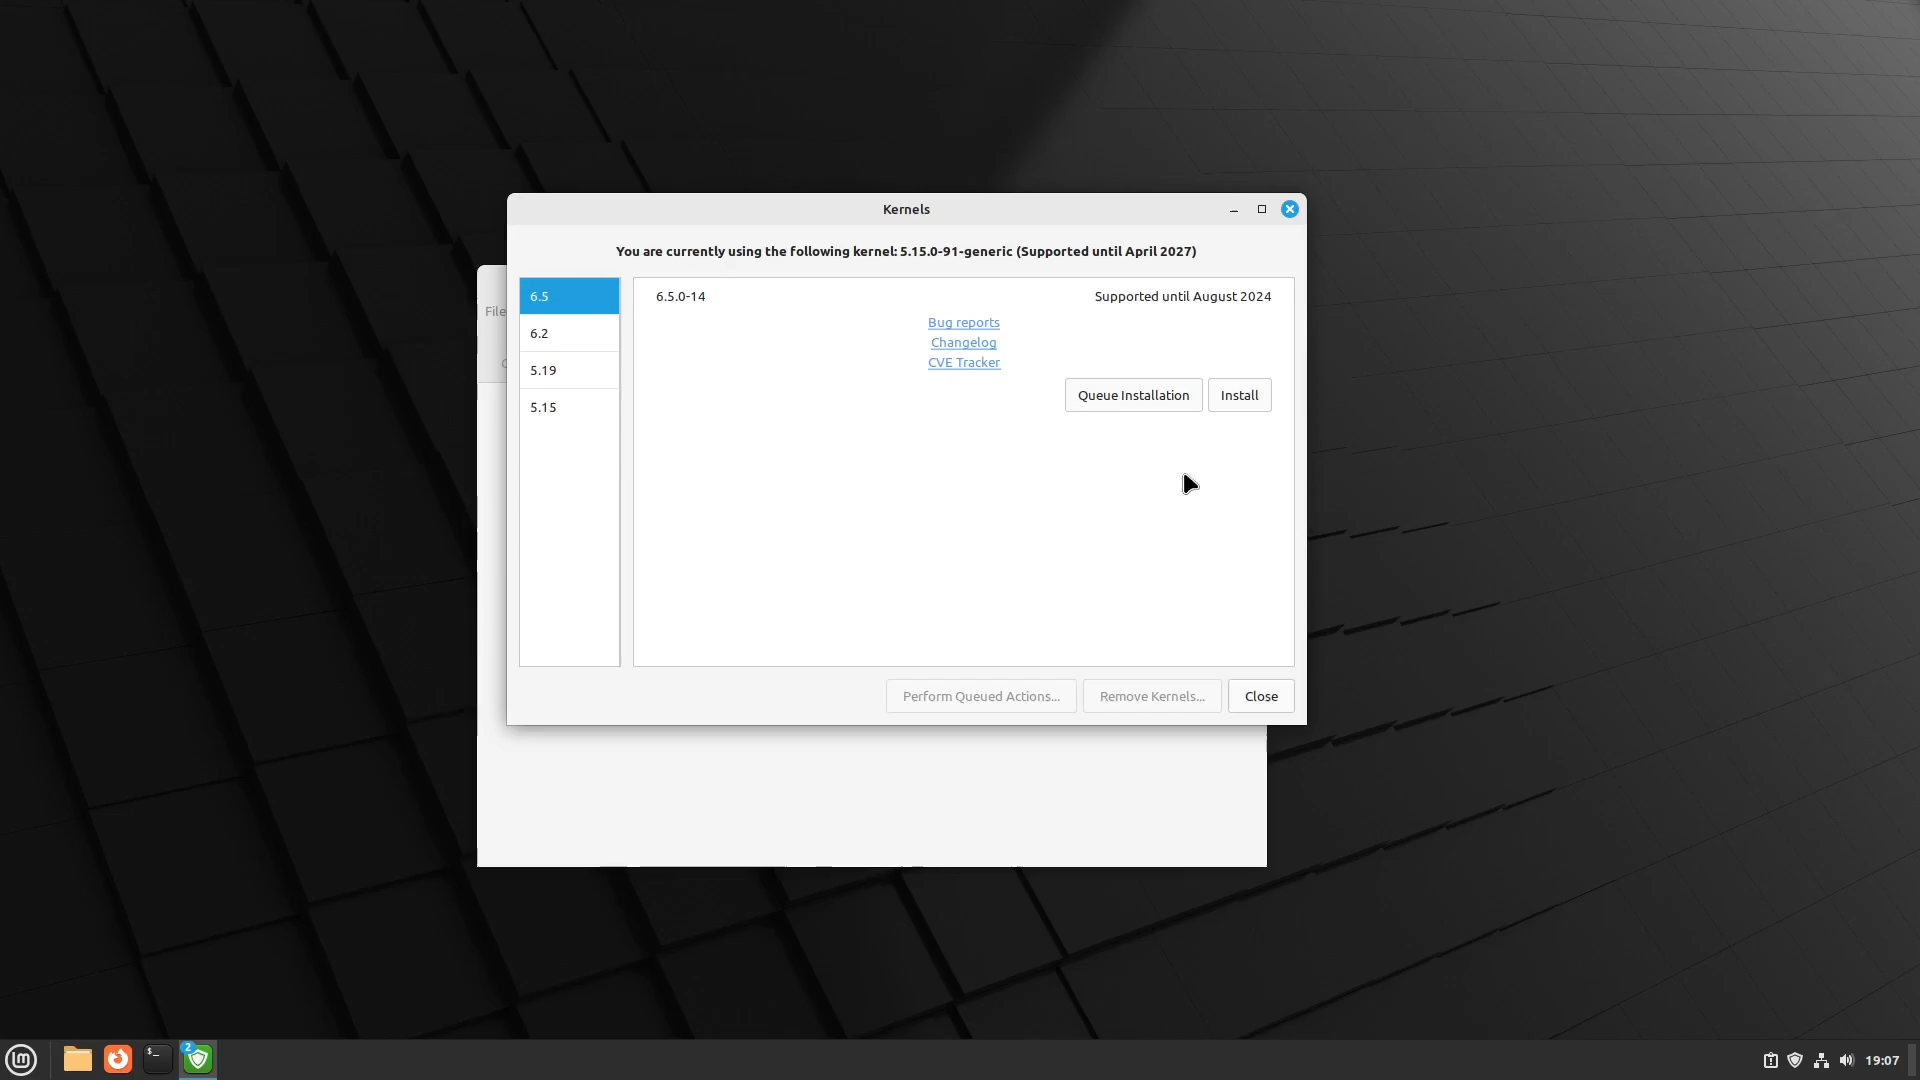 Kernels
You are currently using the following kernel: 5.15.0-91-generic (Supported until April 2027)
File
6.5
6.2
5.19
5.15
6.5.0-14
Supported until August 2024
Bug reports
Changelog
CVE Tracker
Queue Installation
Install
Perform Queued Actions...
Remove Kernels...
Close
$_
2
19:07